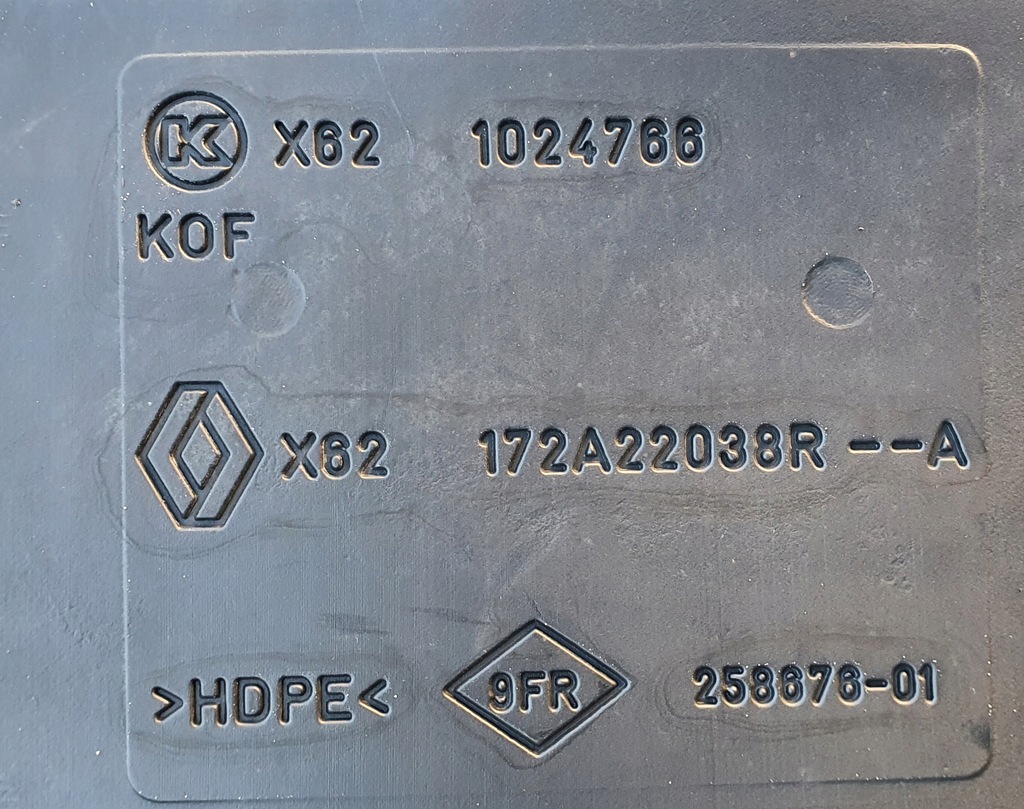 K X62 1024766
KOF
X62 172A22038R --A
>HDPE< 9FR 258676-01